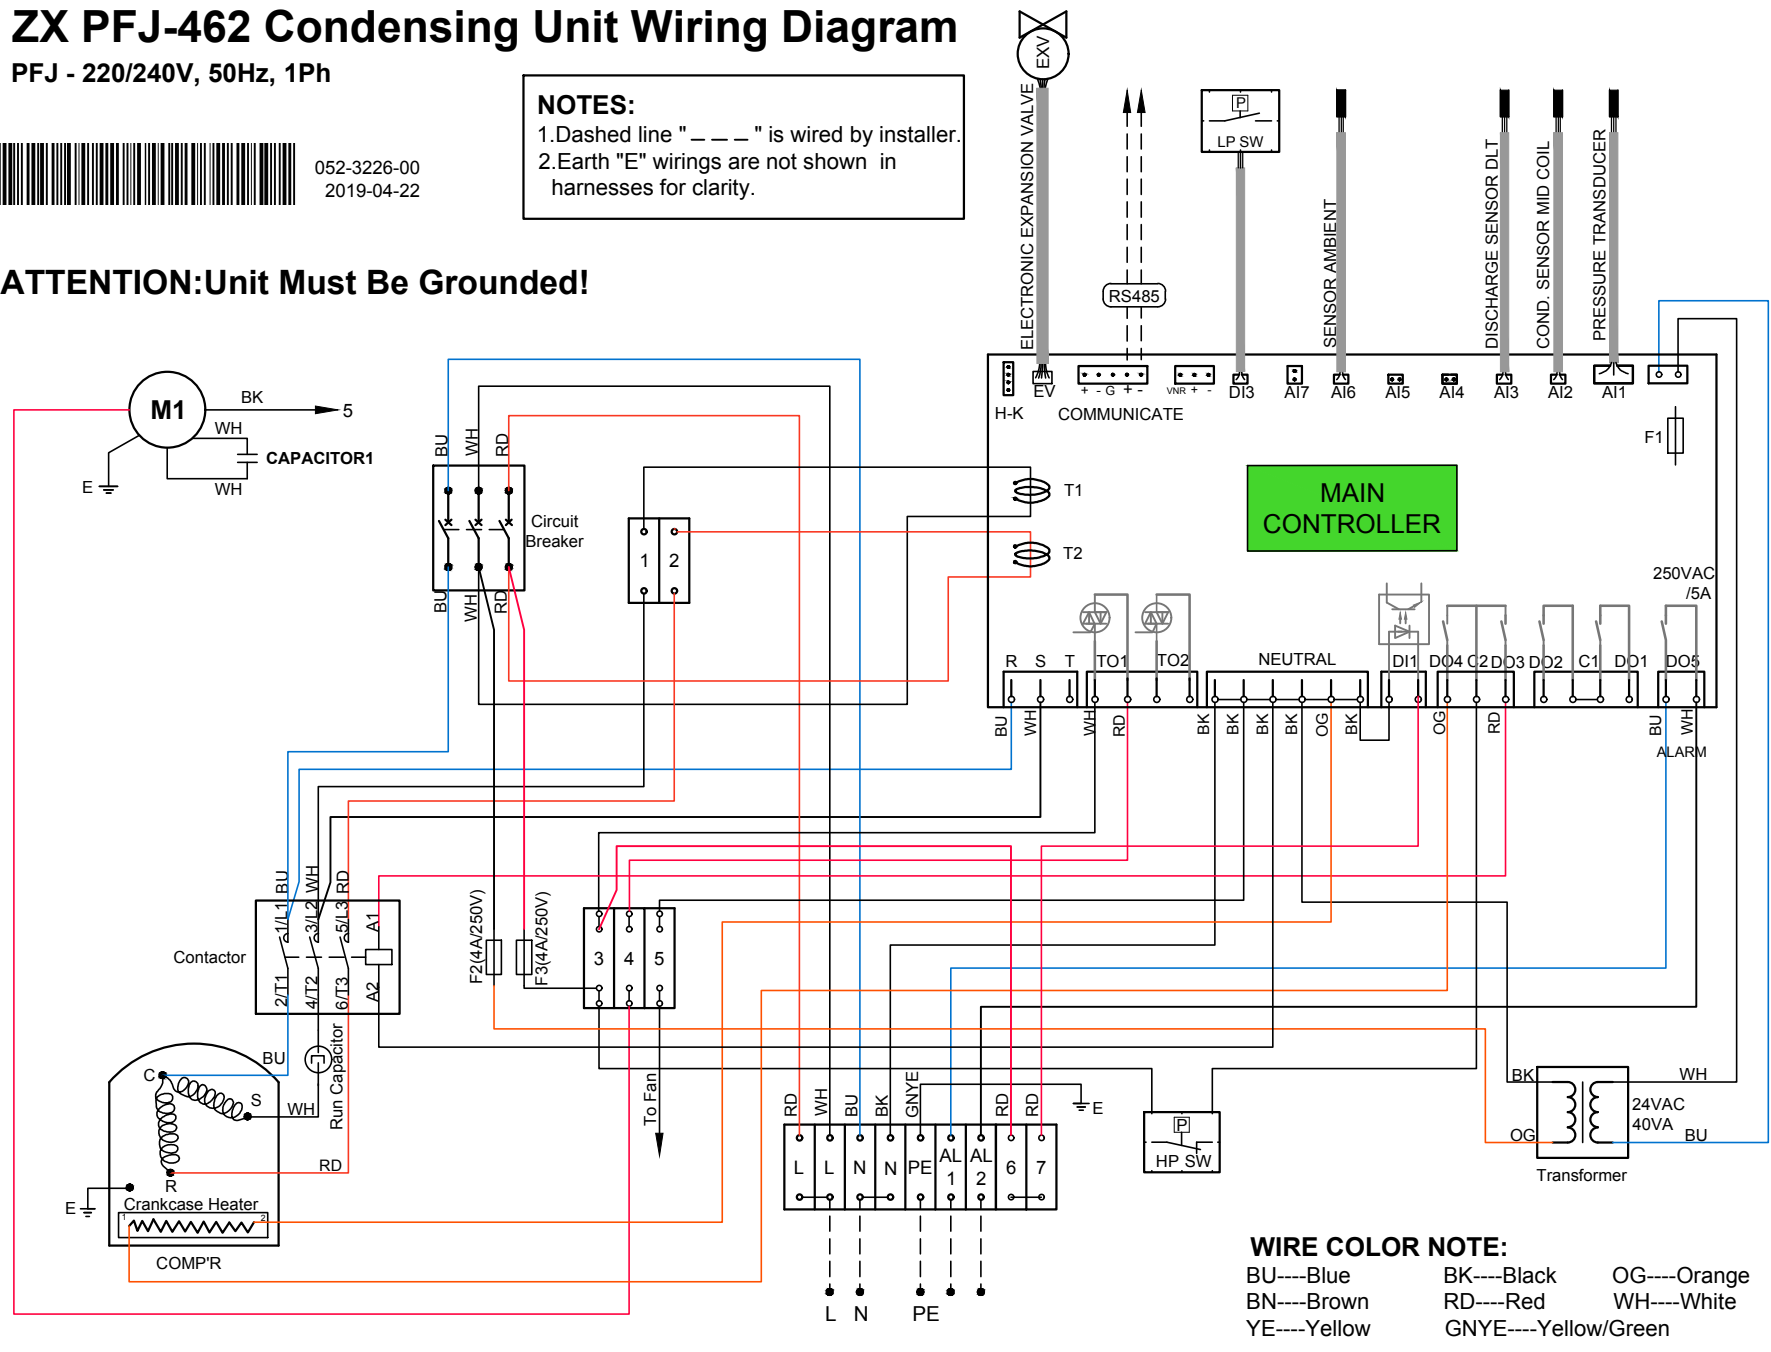 ZX PFJ-462 Condensing Unit Wiring Diagram
PFJ - 220/240V, 50Hz, 1Ph
052-3226-00
2019-04-22
NOTES:
1.Dashed line " _ _ _ " is wired by installer.
2.Earth "E" wirings are not shown in
harnesses for clarity.
ATTENTION:Unit Must Be Grounded!
EXV
ELECTRONIC EXPANSION VALVE
RS485
P
LP SW
SENSOR AMBIENT
DISCHARGE SENSOR DLT
COND. SENSOR MID COIL
PRESSURE TRANSDUCER
H-K
EV
+ - G + -
COMMUNICATE
VNR + -
DI3
AI7
AI6
AI5
AI4
AI3
AI2
AI1
F1
M1
BK
5
WH
CAPACITOR1
WH
E
BU
WH
RD
Circuit
Breaker
BU
WH
RD
1
2
T1
T2
MAIN
CONTROLLER
250VAC
/5A
R S T
TO1
TO2
NEUTRAL
DI1
DO4
C2
DO3
DO2
C1
DO1
DO5
BU
WH
WH
RD
BK
BK
BK
BK
OG
BK
OG
RD
BU
WH
ALARM
BU
WH
RD
1/L1
3/L2
5/L3
A1
Contactor
2/T1
4/T2
6/T3
A2
F2(4A/250V)
F3(4A/250V)
3
4
5
To Fan
Run Capacitor
BU
C
S
WH
RD
R
E
Crankcase Heater
1
2
COMP'R
RD
WH
BU
BK
GNYE
RD
RD
E
L
L
N
N
PE
AL
1
AL
2
6
7
L
N
PE
P
HP SW
BK
OG
WH
24VAC
40VA
BU
Transformer
WIRE COLOR NOTE:
BU----Blue BK----Black OG----Orange
BN----Brown RD----Red WH----White
YE----Yellow GNYE----Yellow/Green